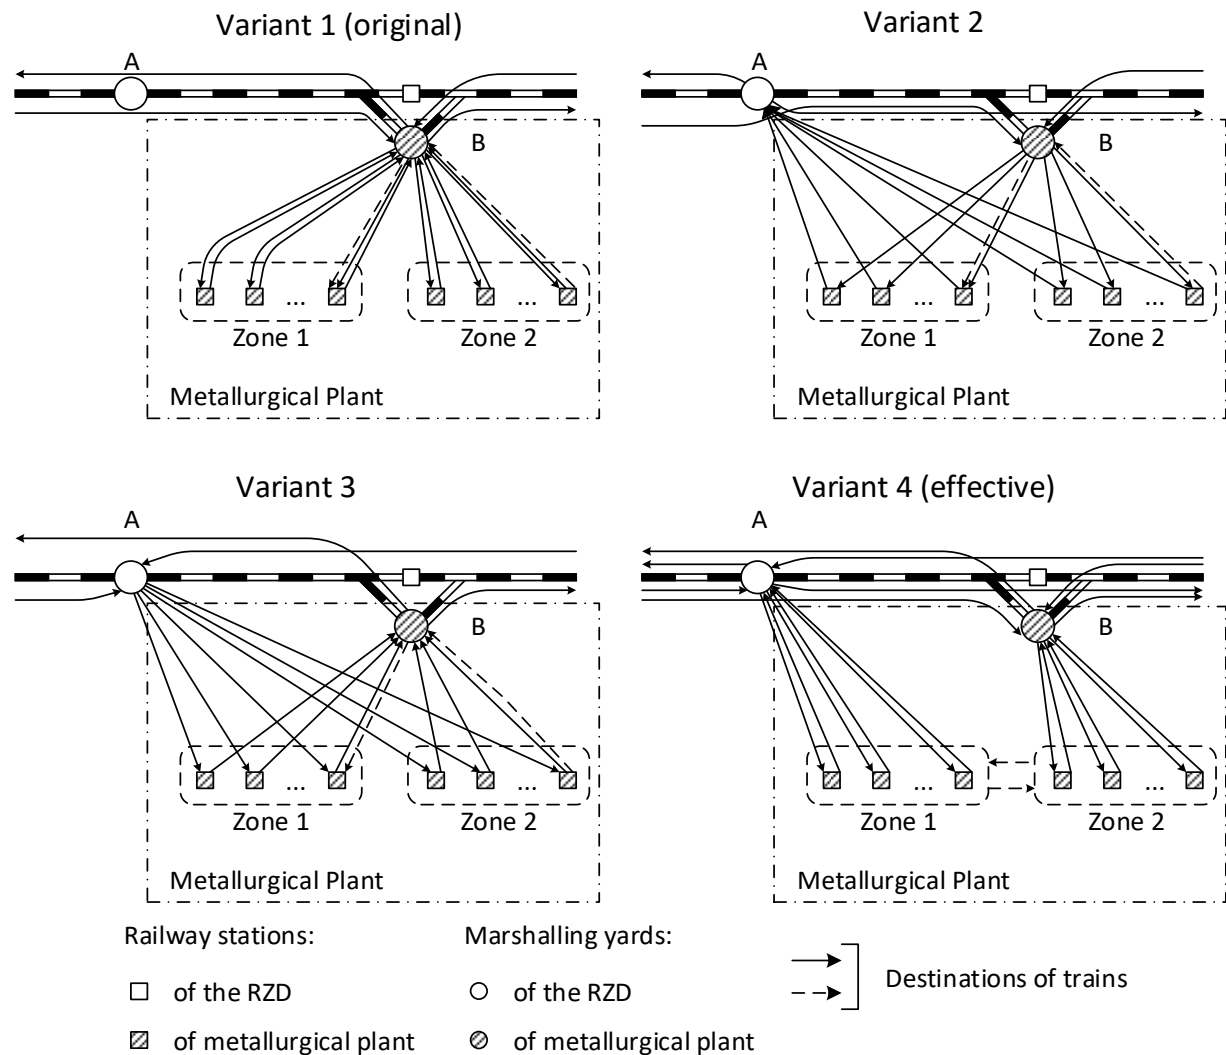 Variant 1 (original)
A
B
...
...
Zone 1
Zone 2
Metallurgical Plant
Variant 2
A
B
...
...
Zone 1
Zone 2
Metallurgical Plant
Variant 3
A
B
...
...
Zone 1
Zone 2
Metallurgical Plant
Variant 4 (effective)
A
B
...
...
Zone 1
Zone 2
Metallurgical Plant
Railway stations:
of the RZD
of metallurgical plant
Marshalling yards:
of the RZD
of metallurgical plant
Destinations of trains